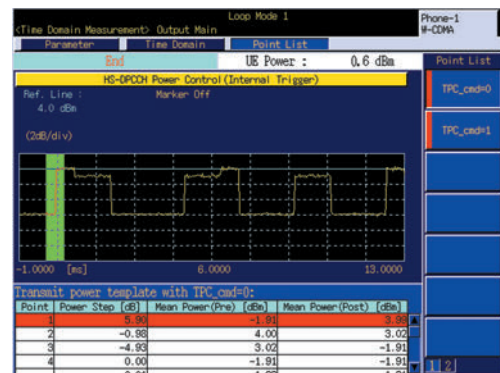 Loop Mode 1
<Time Domain Measurement> Output Main
Phone-1
W-CDMA
Parameter Time Domain Point List
End UE Power : 0.6 dBm
Point List
HS-DPCCH Power Control(Internal Trigger)
Ref. Line : Marker Off
4.0 dBm
(2dB/div)
TPC_cmd=0
TPC_cmd=1
-1.0000 [ms] 6.0000 13.0000
Transmit power template with TPC_cmd=0:
Point Power Step [dB] Mean Power(Pre) [dBm] Mean Power(Post) [dBm]
1 5.90 -1.91 3.99
2 -0.98 4.00 3.02
3 -4.93 3.02 -1.91
4 0.00 -1.91 -1.91
1 2